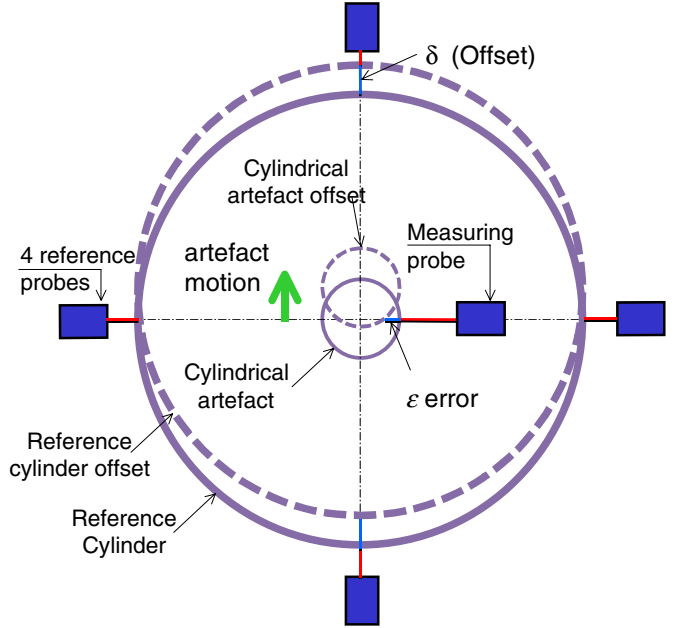 δ (Offset)
Cylindrical
artefact offset
Measuring
probe
4 reference
probes
artefact
motion
Cylindrical
artefact
ε error
Reference
cylinder offset
Reference
Cylinder